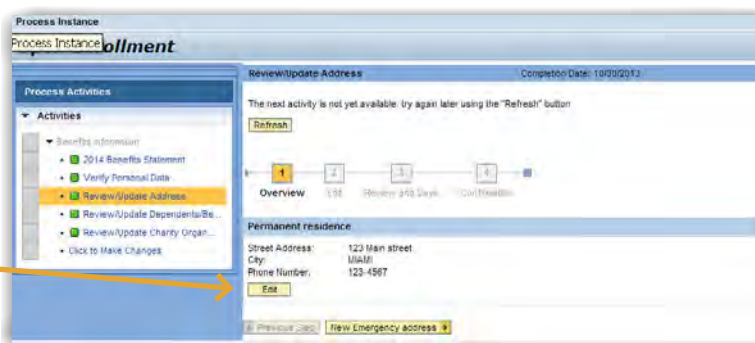 Process Instance
Process Instance ollment
Review/Update Address Completion Date: 10/30/2013
Process Activities
The next activity is not yet available. try again later using the "Refresh" button
Activities
Refresh
Benefits Information
2014 Benefits Statement
Verify Personal Data
Review/Update Address
Review/Update Dependents/Be...
Review/Update Charity Organ...
Click to Make Changes
1 2 3 4
Overview Edit Review and Save Confirmation
Permanent residence
Street Address: 123 Main street
City: MIAMI
Phone Number: 123-4567
Edit
Previous Step New Emergency address